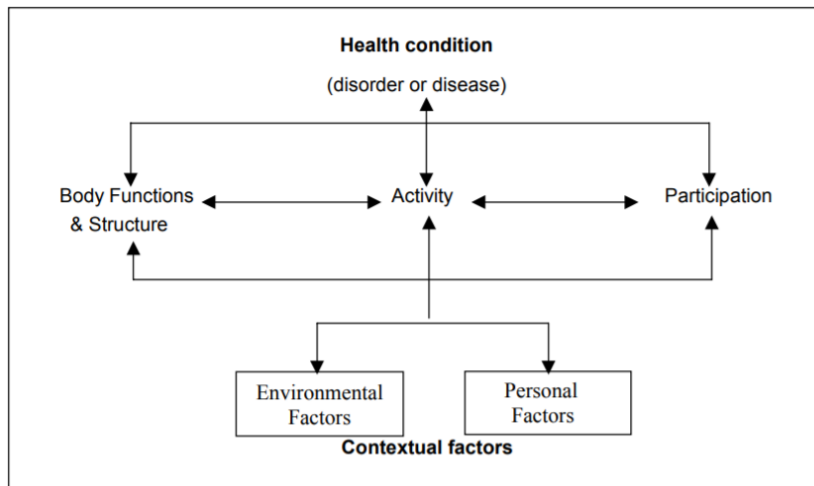 Health condition
(disorder or disease)
Body Functions
& Structure
Activity
Participation
Environmental
Factors
Personal
Factors
Contextual factors